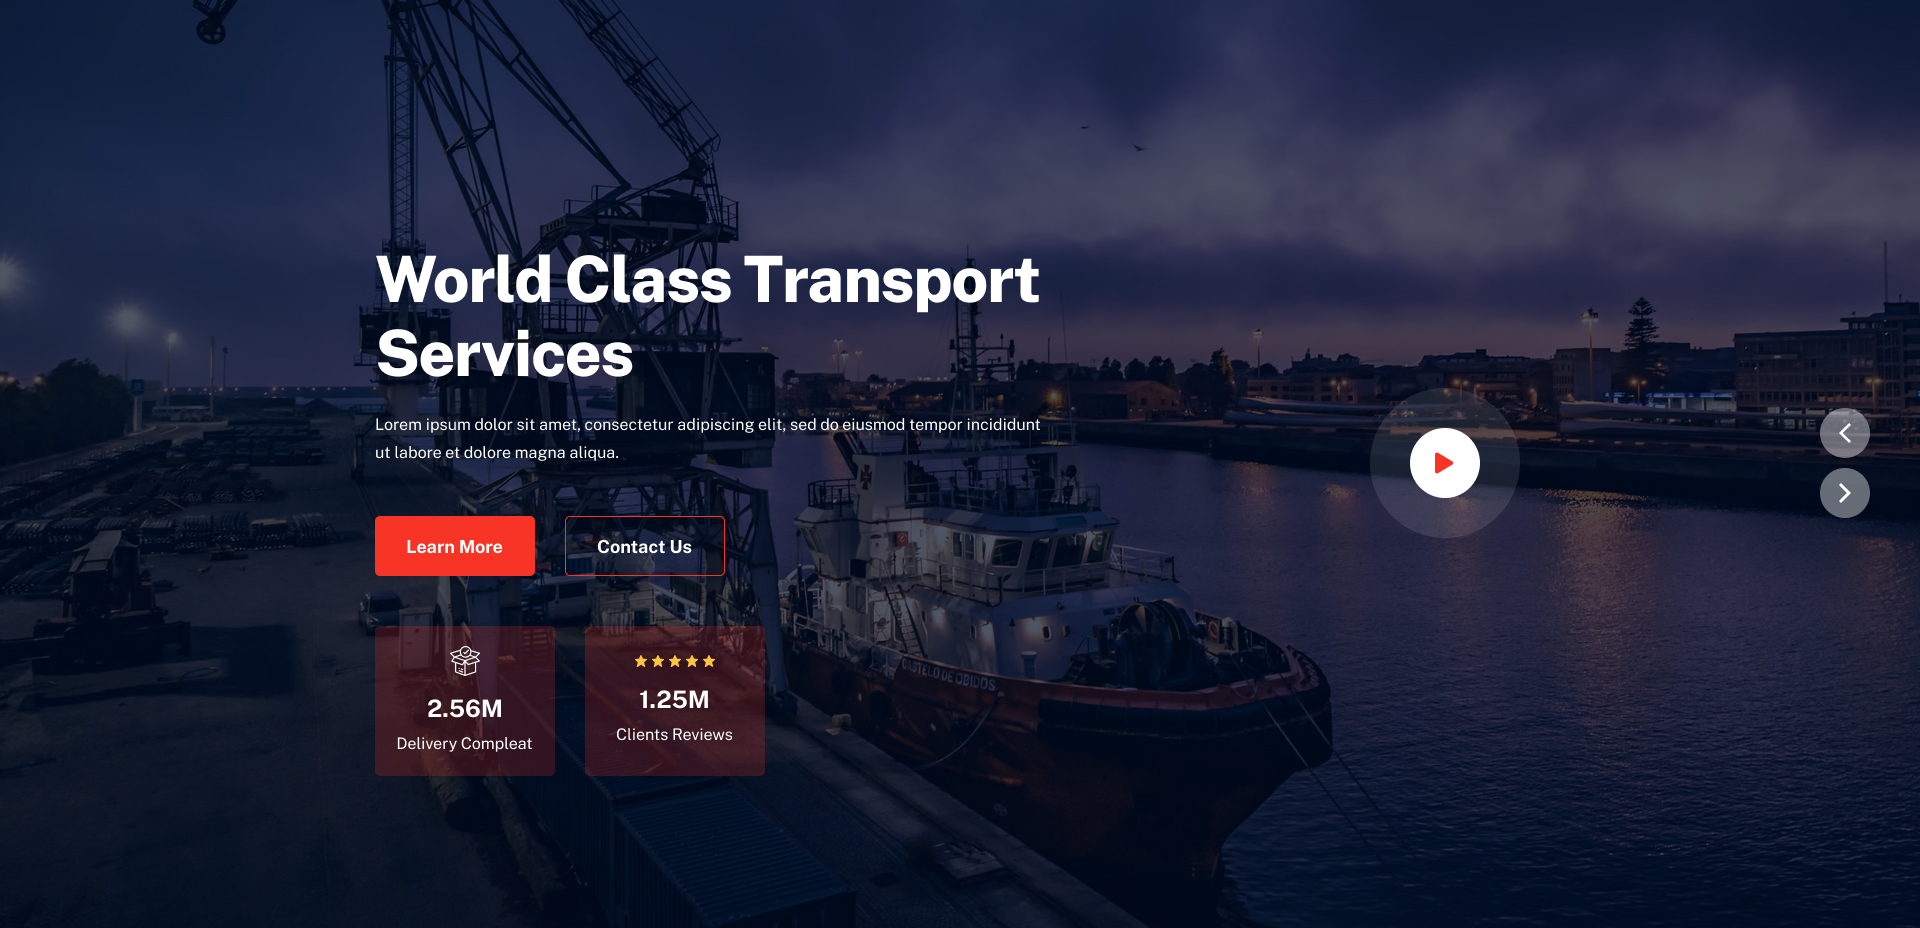 World Class Transport
Services
Lorem ipsum dolor sit amet, consectetur adipiscing elit, sed do eiusmod tempor incididunt
ut labore et dolore magna aliqua.
Learn More
Contact Us
2.56M
Delivery Compleat
1.25M
Clients Reviews
CASTELO DE OBIDOS